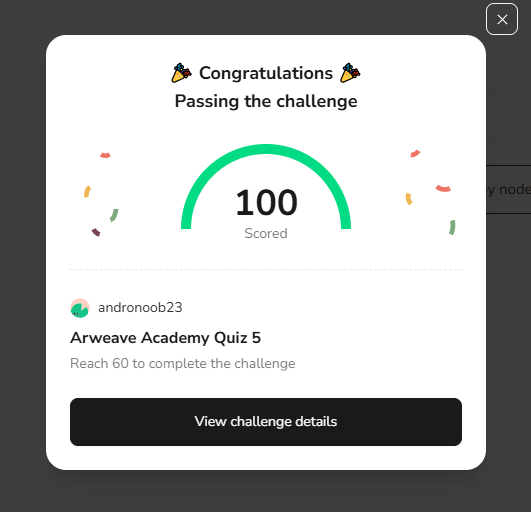 Congratulations
Passing the challenge
100
Scored
y node
andronoob23
Arweave Academy Quiz 5
Reach 60 to complete the challenge
View challenge details